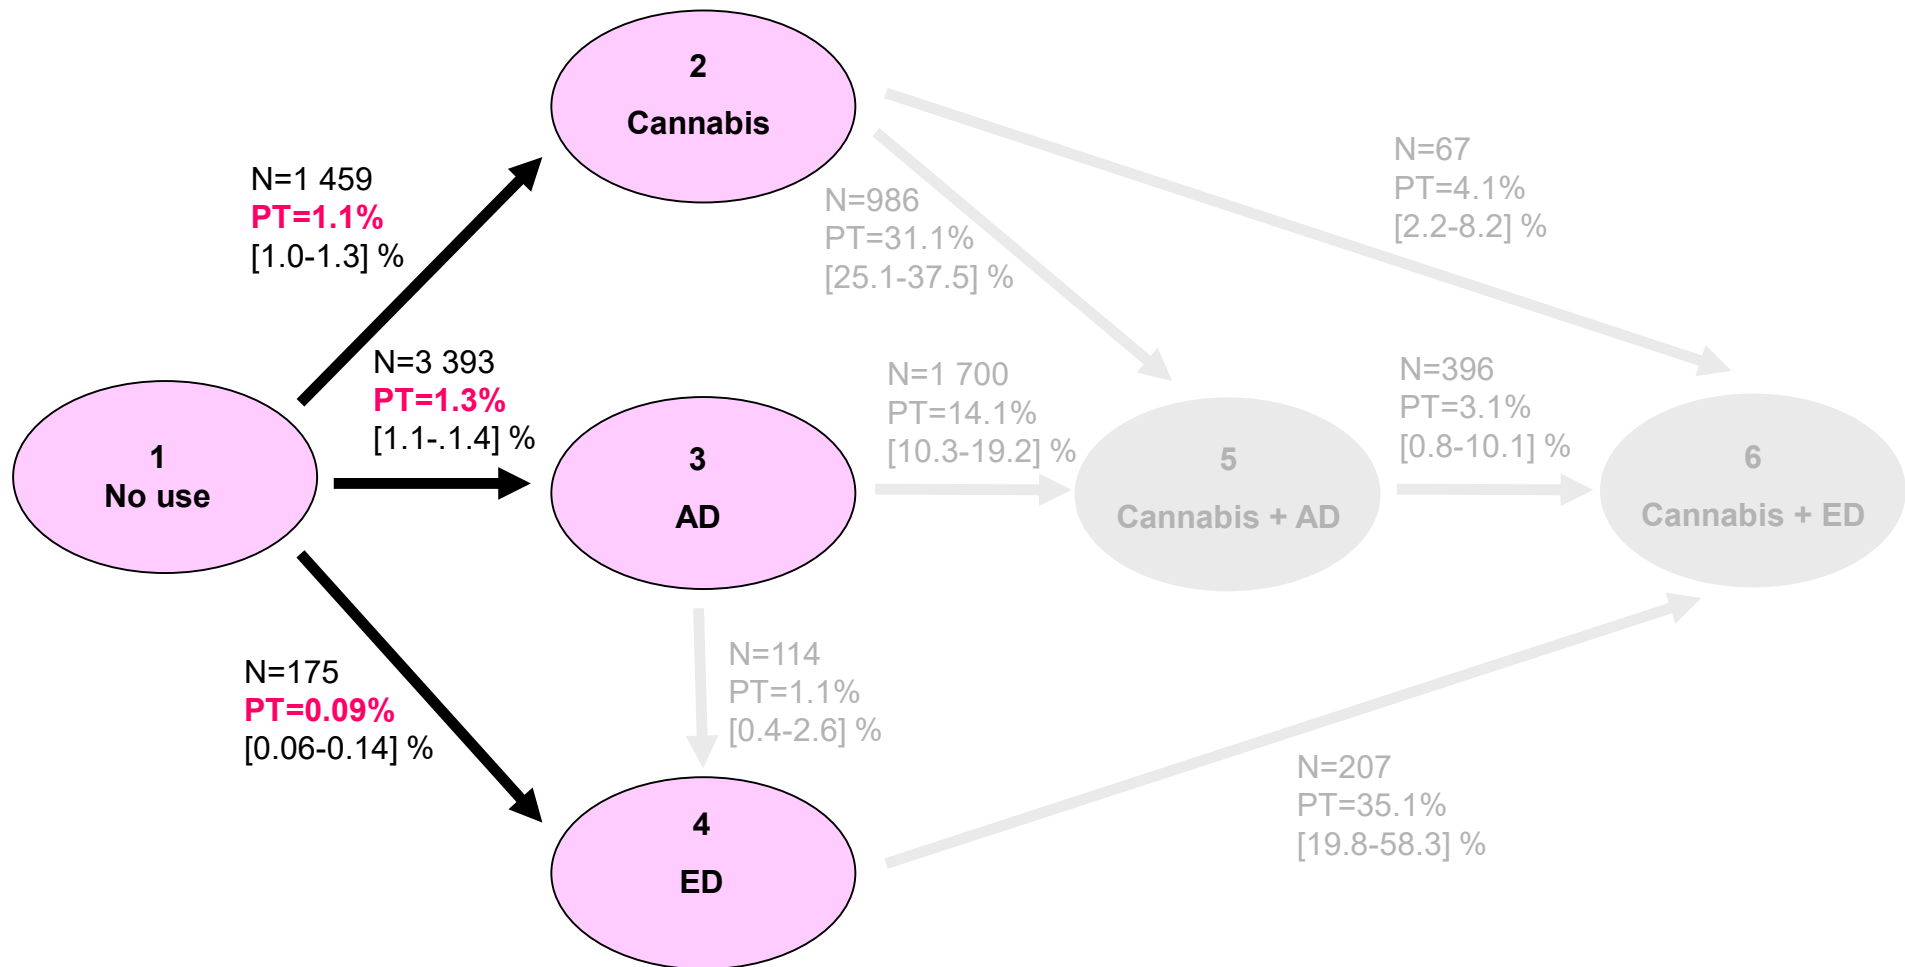 2
Cannabis
N=1 459
PT=1.1%
[1.0-1.3] %
N=986
PT=31.1%
[25.1-37.5] %
N=67
PT=4.1%
[2.2-8.2] %
1
No use
N=3 393
PT=1.3%
[1.1-.1.4] %
3
AD
N=1 700
PT=14.1%
[10.3-19.2] %
5
Cannabis + AD
N=396
PT=3.1%
[0.8-10.1] %
6
Cannabis + ED
N=175
PT=0.09%
[0.06-0.14] %
N=114
PT=1.1%
[0.4-2.6] %
4
ED
N=207
PT=35.1%
[19.8-58.3] %